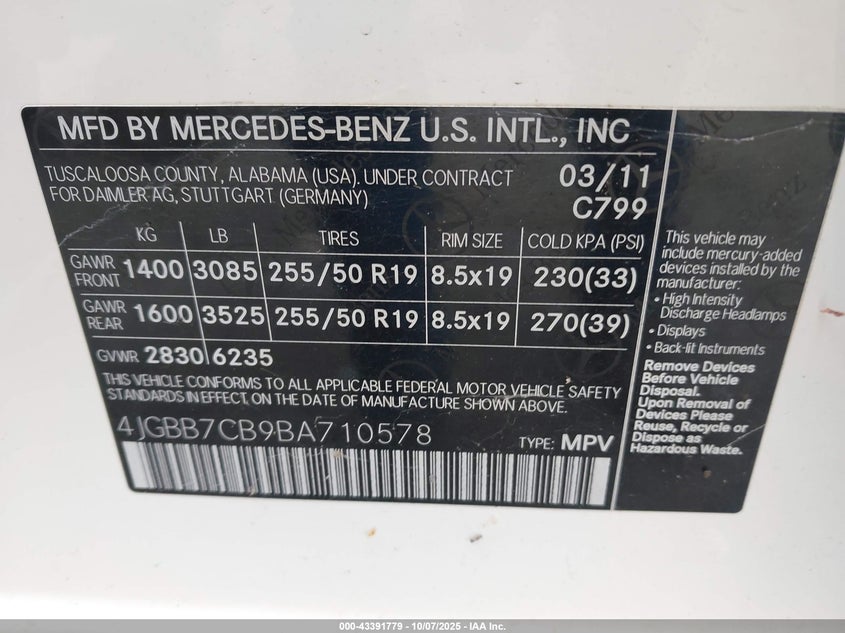 MFD BY MERCEDES-BENZ U.S. INTL., INC
TUSCALOOSA COUNTY, ALABAMA (USA). UNDER CONTRACT
FOR DAIMLER AG, STUTTGART (GERMANY)
03/11
C799
KG LB TIRES RIM SIZE COLD KPA (PSI)
GAWR FRONT 1400 3085 255/50 R19 8.5x19 230(33)
GAWR REAR 1600 3525 255/50 R19 8.5x19 270(39)
GVWR 2830 6235
THIS VEHICLE CONFORMS TO ALL APPLICABLE FEDERAL MOTOR VEHICLE SAFETY
STANDARDS IN EFFECT ON THE DATE OF MANUFACTURE SHOWN ABOVE.
4JGBB7CB9BA710578
TYPE: MPV
This vehicle may
include mercury-added
devices installed by the
manufacturer:
• High Intensity
Discharge Headlamps
• Displays
• Back-lit Instruments
Remove Devices
Before Vehicle
Disposal.
Upon Removal of
Devices Please
Reuse, Recycle or
Dispose as
Hazardous Waste.
000-43391779 - 10/07/2025 - IAA Inc.